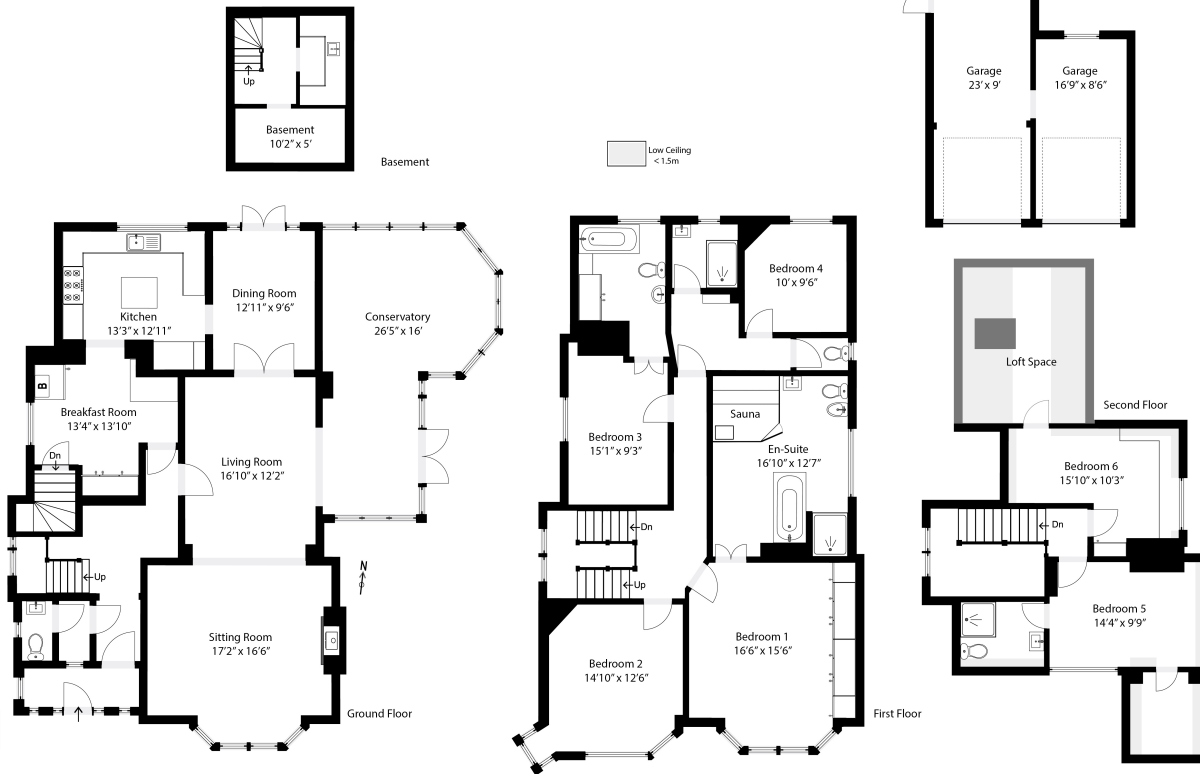 Up
Basement
10'2" x 5'
Basement
Low Ceiling
< 1.5m
Garage
23' x 9'
Garage
16'9" x 8'6"
Kitchen
13'3" x 12'11"
Dining Room
12'11" x 9'6"
Conservatory
26'5" x 16'
B
Breakfast Room
13'4" x 13'10"
Dn
Living Room
16'10" x 12'2"
Up
N
Sitting Room
17'2" x 16'6"
Ground Floor
Bedroom 4
10' x 9'6"
Bedroom 3
15'1" x 9'3"
Sauna
En-Suite
16'10" x 12'7"
Dn
Up
Bedroom 2
14'10" x 12'6"
Bedroom 1
16'6" x 15'6"
First Floor
Loft Space
Second Floor
Bedroom 6
15'10" x 10'3"
Dn
Bedroom 5
14'4" x 9'9"